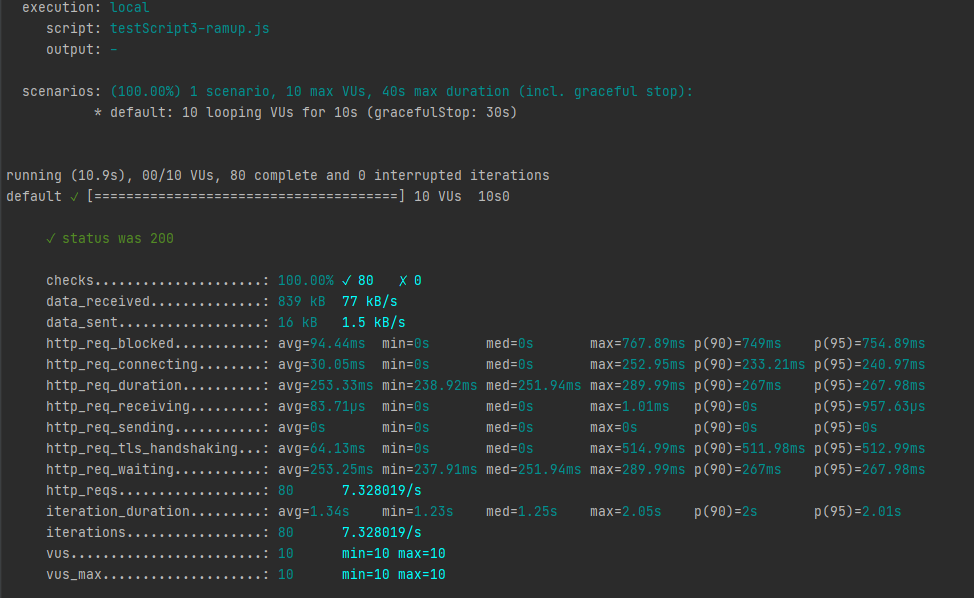 execution: local
script: testScript3-ramup.js
output: -
scenarios: (100.00%) 1 scenario, 10 max VUs, 40s max duration (incl. graceful stop):
* default: 10 looping VUs for 10s (gracefulStop: 30s)
running (10.9s), 00/10 VUs, 80 complete and 0 interrupted iterations
default ✓ [======================================] 10 VUs  10s0
✓ status was 200
checks.....................: 100.00% ✓ 80   ✗ 0
data_received..............: 839 kB  77 kB/s
data_sent..................: 16 kB   1.5 kB/s
http_req_blocked...........: avg=94.44ms  min=0s       med=0s       max=767.89ms p(90)=749ms    p(95)=754.89ms
http_req_connecting........: avg=30.05ms  min=0s       med=0s       max=252.95ms p(90)=233.21ms p(95)=240.97ms
http_req_duration..........: avg=253.33ms min=238.92ms med=251.94ms max=289.99ms p(90)=267ms    p(95)=267.98ms
http_req_receiving.........: avg=83.71µs  min=0s       med=0s       max=1.01ms   p(90)=0s       p(95)=957.63µs
http_req_sending...........: avg=0s       min=0s       med=0s       max=0s       p(90)=0s       p(95)=0s
http_req_tls_handshaking...: avg=64.13ms  min=0s       med=0s       max=514.99ms p(90)=511.98ms p(95)=512.99ms
http_req_waiting...........: avg=253.25ms min=237.91ms med=251.94ms max=289.99ms p(90)=267ms    p(95)=267.98ms
http_reqs..................: 80      7.328019/s
iteration_duration.........: avg=1.34s    min=1.23s    med=1.25s    max=2.05s    p(90)=2s       p(95)=2.01s
iterations.................: 80      7.328019/s
vus........................: 10      min=10 max=10
vus_max....................: 10      min=10 max=10